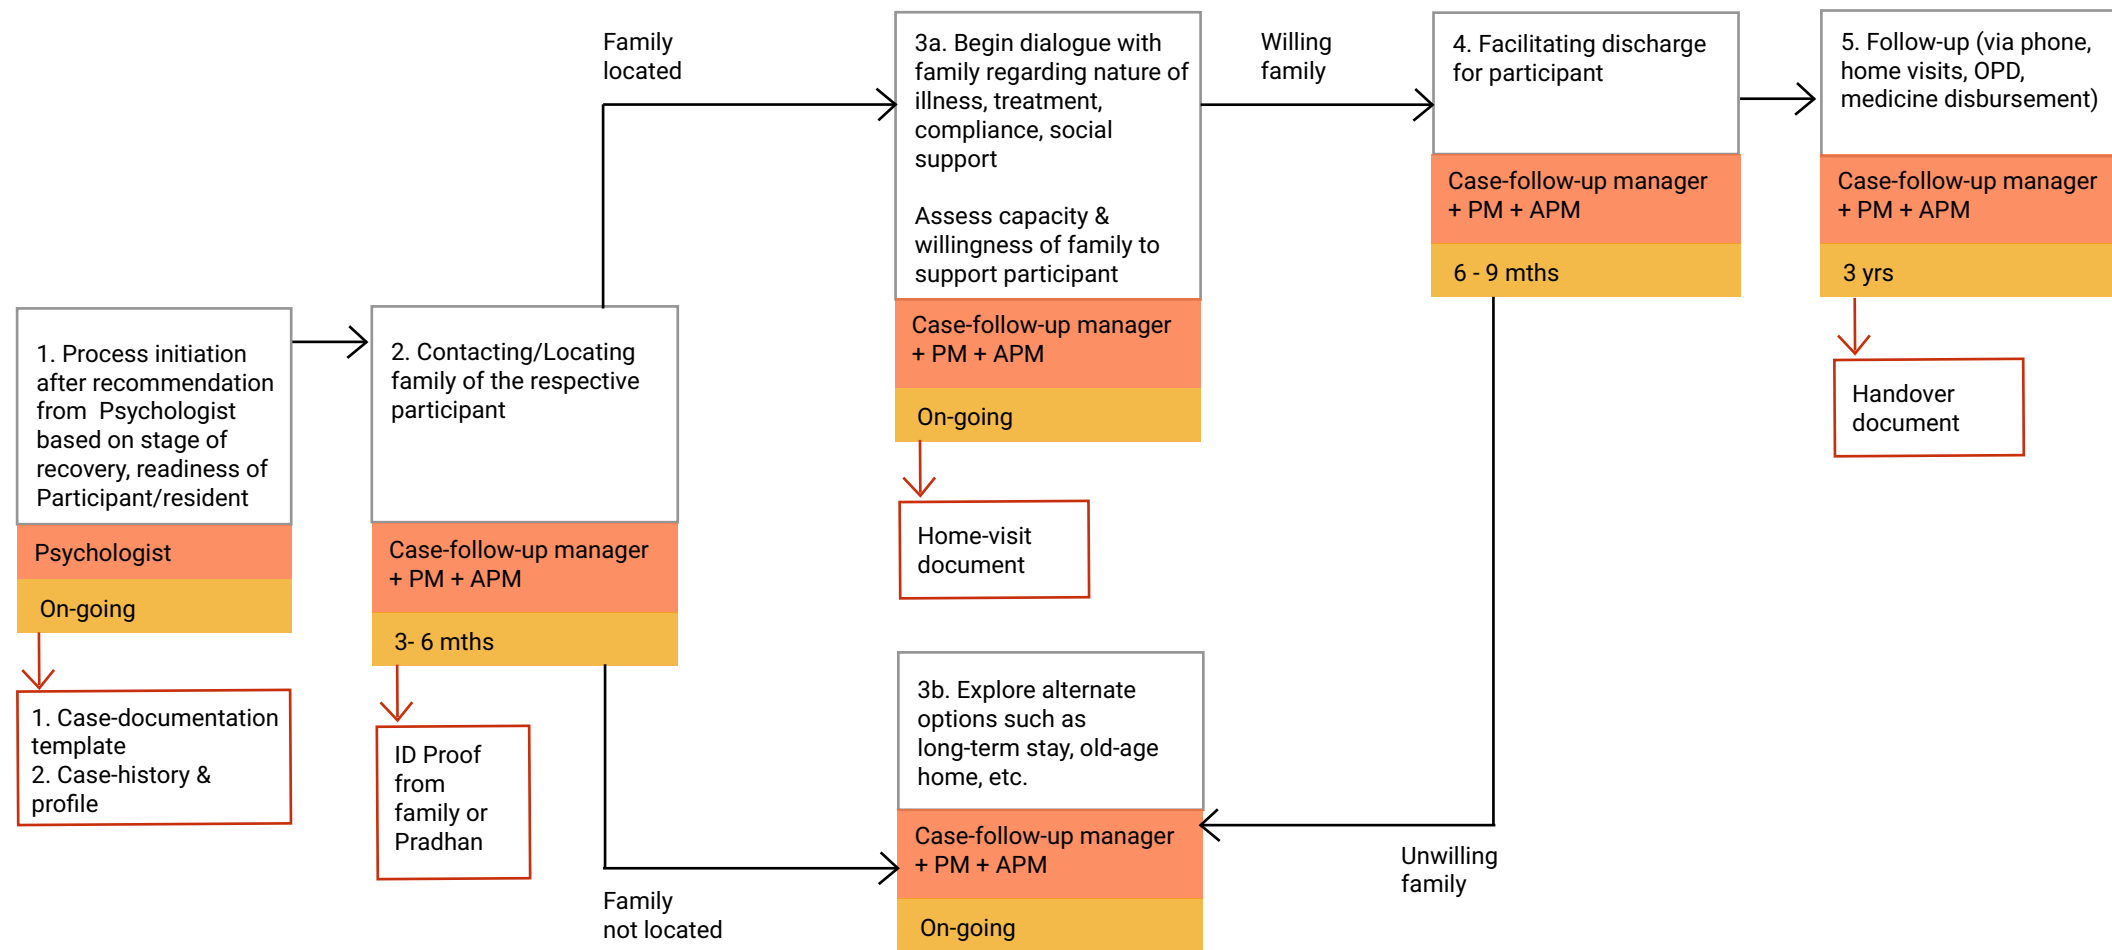 1. Process initiation
after recommendation
from Psychologist
based on stage of
recovery, readiness of
Participant/resident
Psychologist
On-going
1. Case-documentation
template
2. Case-history &
profile
2. Contacting/Locating
family of the respective
participant
Case-follow-up manager
+ PM + APM
3- 6 mths
ID Proof
from
family or
Pradhan
Family
located
3a. Begin dialogue with
family regarding nature of
illness, treatment,
compliance, social
support
Assess capacity &
willingness of family to
support participant
Case-follow-up manager
+ PM + APM
On-going
Home-visit
document
Family
not located
3b. Explore alternate
options such as
long-term stay, old-age
home, etc.
Case-follow-up manager
+ PM + APM
On-going
Willing
family
4. Facilitating discharge
for participant
Case-follow-up manager
+ PM + APM
6 - 9 mths
Unwilling
family
5. Follow-up (via phone,
home visits, OPD,
medicine disbursement)
Case-follow-up manager
+ PM + APM
3 yrs
Handover
document